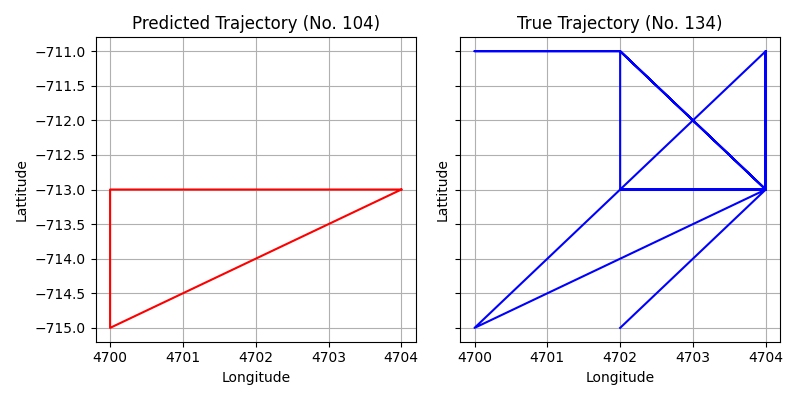 Predicted Trajectory (No. 104)
True Trajectory (No. 134)
−711.0
−711.5
−712.0
−712.5
−713.0
−713.5
−714.0
−714.5
−715.0
Lattitude
Lattitude
4700 4701 4702 4703 4704
4700 4701 4702 4703 4704
Longitude
Longitude